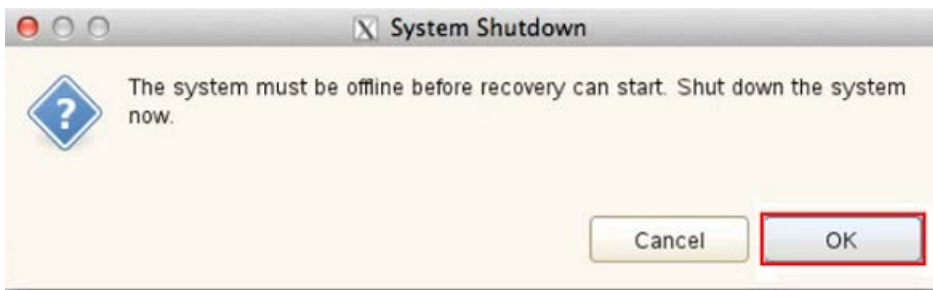 System Shutdown
The system must be offline before recovery can start. Shut down the system
now.
Cancel OK